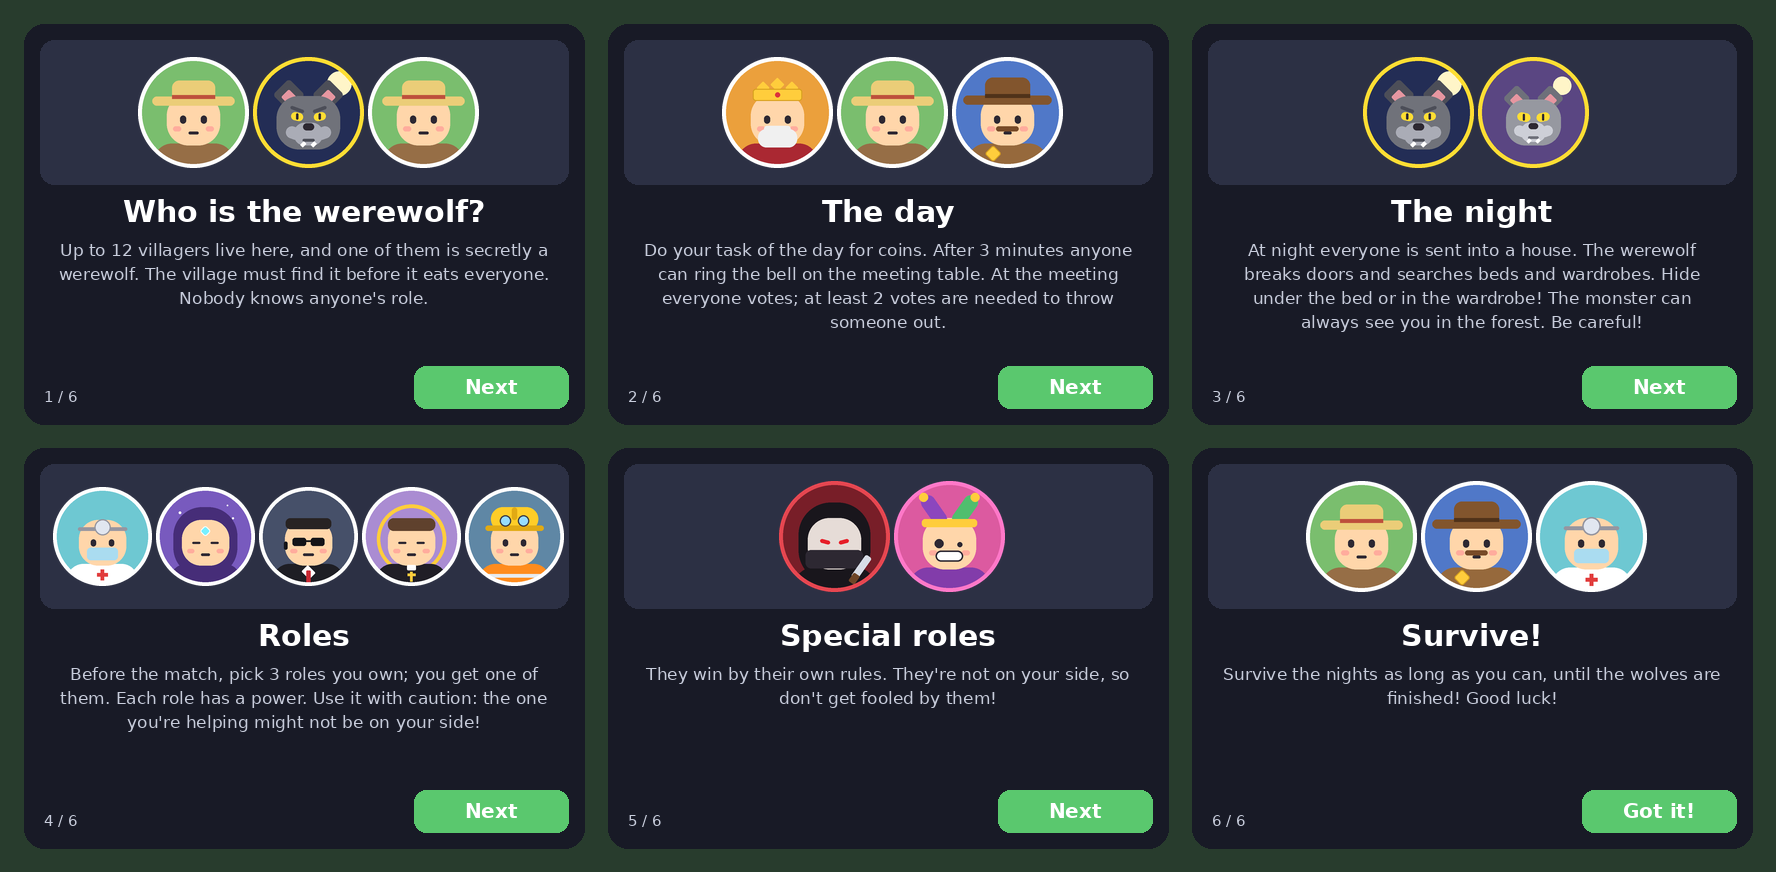 Who is the werewolf?
Up to 12 villagers live here, and one of them is secretly a
werewolf. The village must find it before it eats everyone.
Nobody knows anyone's role.
1 / 6
Next
The day
Do your task of the day for coins. After 3 minutes anyone
can ring the bell on the meeting table. At the meeting
everyone votes; at least 2 votes are needed to throw
someone out.
2 / 6
Next
The night
At night everyone is sent into a house. The werewolf
breaks doors and searches beds and wardrobes. Hide
under the bed or in the wardrobe! The monster can
always see you in the forest. Be careful!
3 / 6
Next
Roles
Before the match, pick 3 roles you own; you get one of
them. Each role has a power. Use it with caution: the one
you're helping might not be on your side!
4 / 6
Next
Special roles
They win by their own rules. They're not on your side, so
don't get fooled by them!
5 / 6
Next
Survive!
Survive the nights as long as you can, until the wolves are
finished! Good luck!
6 / 6
Got it!